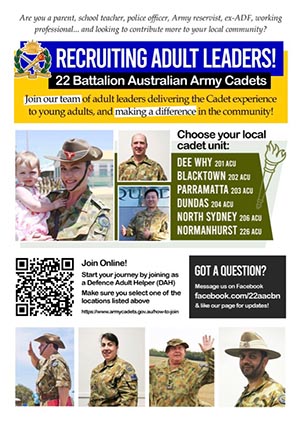 Are you a parent, school teacher, police officer, Army reservist, ex-ADF, working
professional... and looking to contribute more to your local community?
RECRUITING ADULT LEADERS!
22 Battalion Australian Army Cadets
Join our team of adult leaders delivering the Cadet experience
to young adults, and making a difference in the community!
Choose your local
cadet unit:
DEE WHY 201 ACU
BLACKTOWN 202 ACU
PARRAMATTA 203 ACU
DUNDAS 204 ACU
NORTH SYDNEY 206 ACU
NORMANHURST 226 ACU
Join Online!
Start your journey by joining as
a Defence Adult Helper (DAH)
Make sure you select one of the
locations listed above
https://www.armycadets.gov.au/how-to-join
GOT A QUESTION?
Message us on Facebook
facebook.com/22aacbn
& like our page for updates!